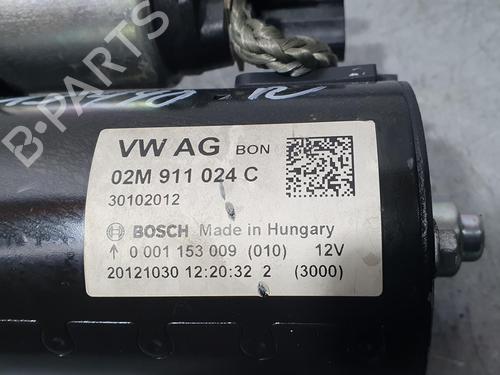 VW AG BON
02M 911 024 C
30102012
BOSCH Made in Hungary
↑ 0 001 153 009 (010) 12V
20121030 12:20:32 2 (3000)